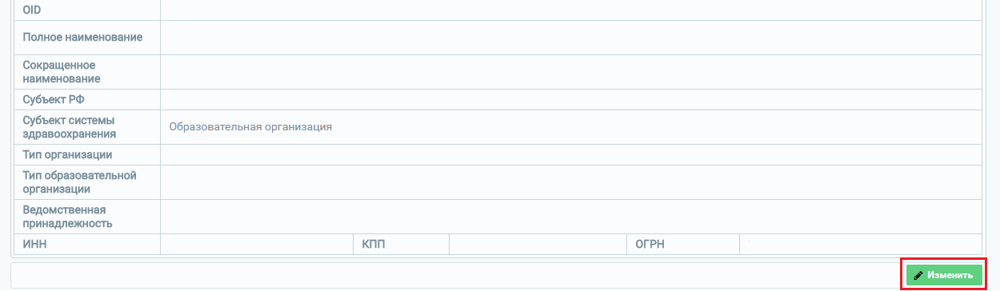 OID
Полное наименование
Сокращенное
наименование
Субъект РФ
Субъект системы
здравоохранения
Образовательная организация
Тип организации
Тип образовательной
организации
Ведомственная
принадлежность
ИНН
КПП
ОГРН
Изменить